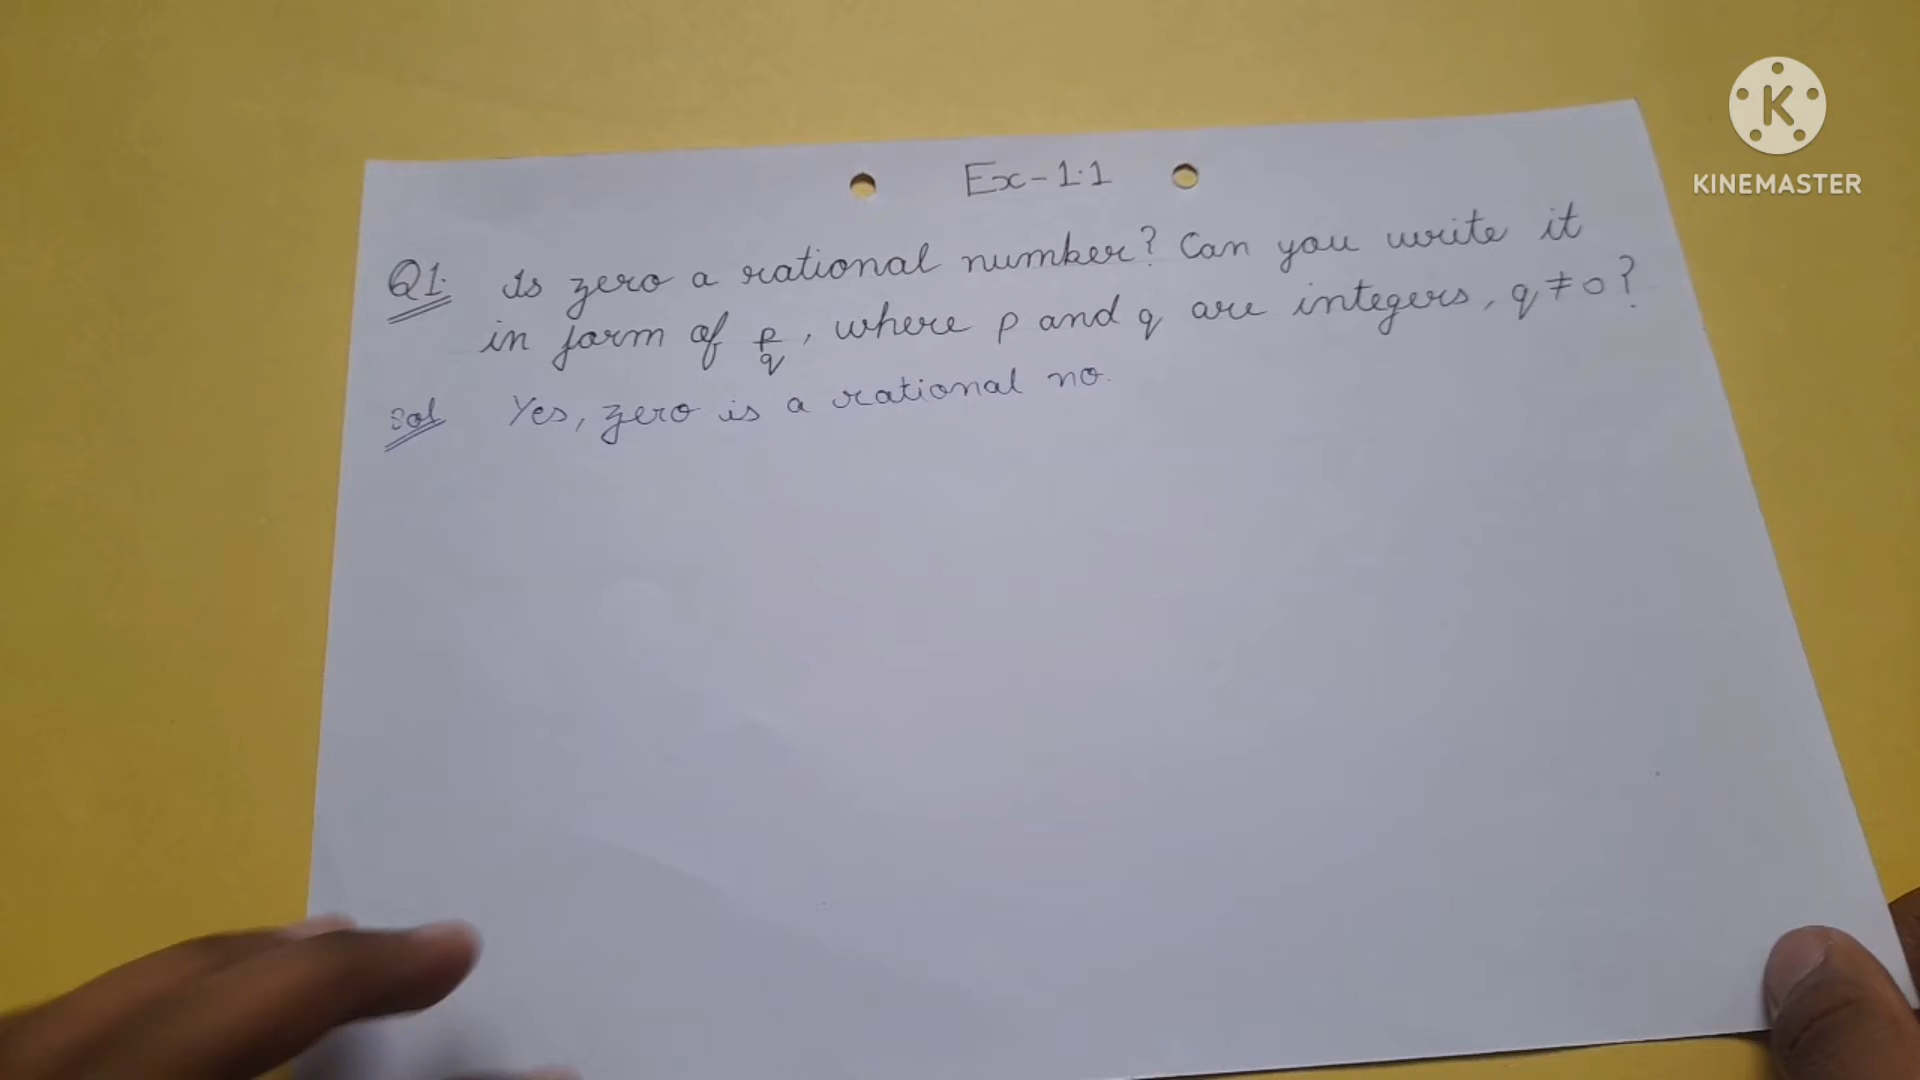 Ex-1.1
Q1. Is zero a rational number? Can you write it
in form of p/q, where p and q are integers, q ≠ 0?
Sol Yes, zero is a rational no.
K
KINEMASTER